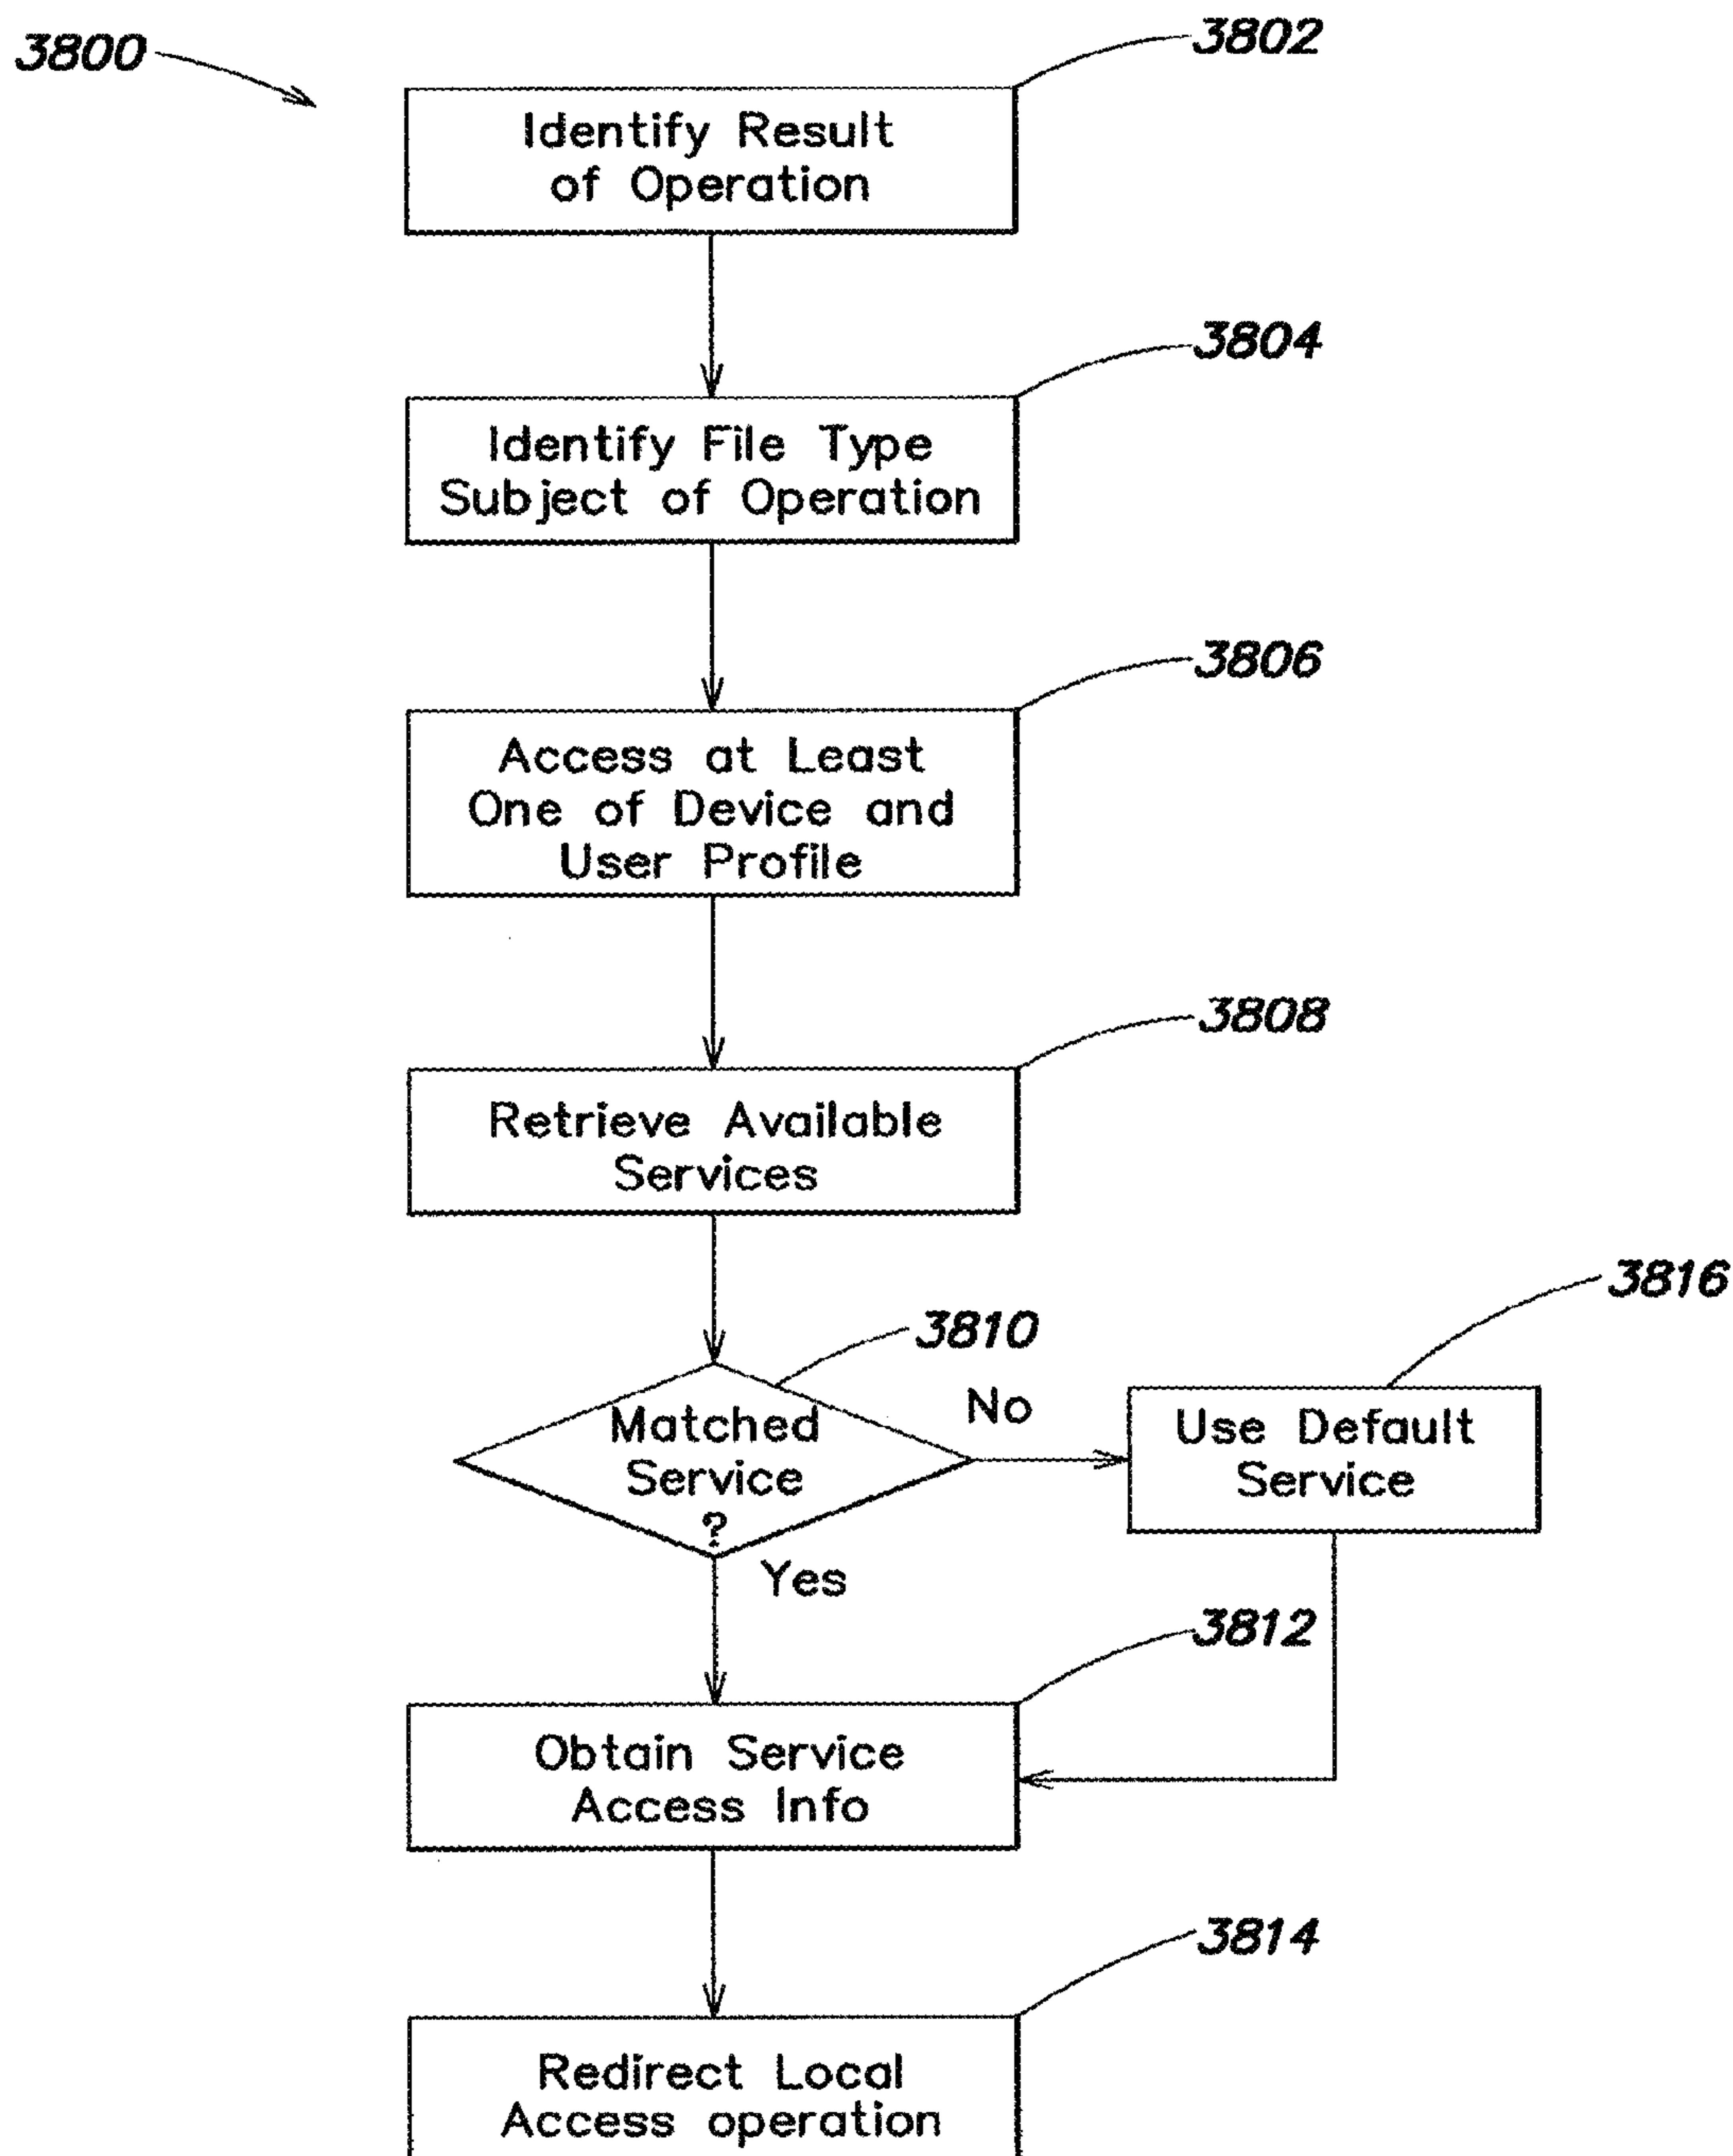 3800
3802
Identify Result
of Operation
3804
Identify File Type
Subject of Operation
3806
Access at Least
One of Device and
User Profile
3808
Retrieve Available
Services
3810
Matched
Service
?
No
3816
Use Default
Service
Yes
3812
Obtain Service
Access Info
3814
Redirect Local
Access operation